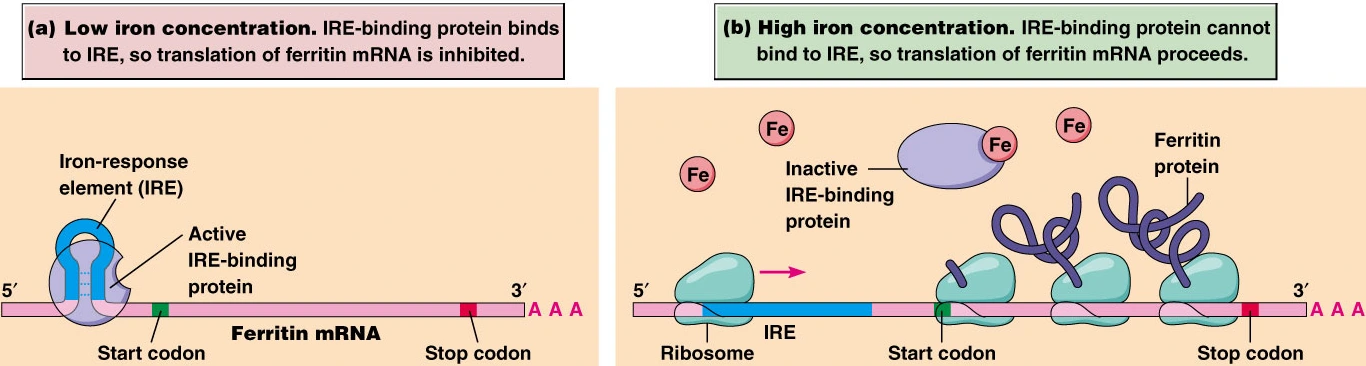 (a) Low iron concentration. IRE-binding protein binds
to IRE, so translation of ferritin mRNA is inhibited.
Iron-response
element (IRE)
Active
IRE-binding
protein
5′
3′
A A A
Ferritin mRNA
Start codon
Stop codon
(b) High iron concentration. IRE-binding protein cannot
bind to IRE, so translation of ferritin mRNA proceeds.
Fe
Fe
Fe
Fe
Inactive
IRE-binding
protein
Ferritin
protein
5′
3′
A A A
IRE
Ribosome
Start codon
Stop codon